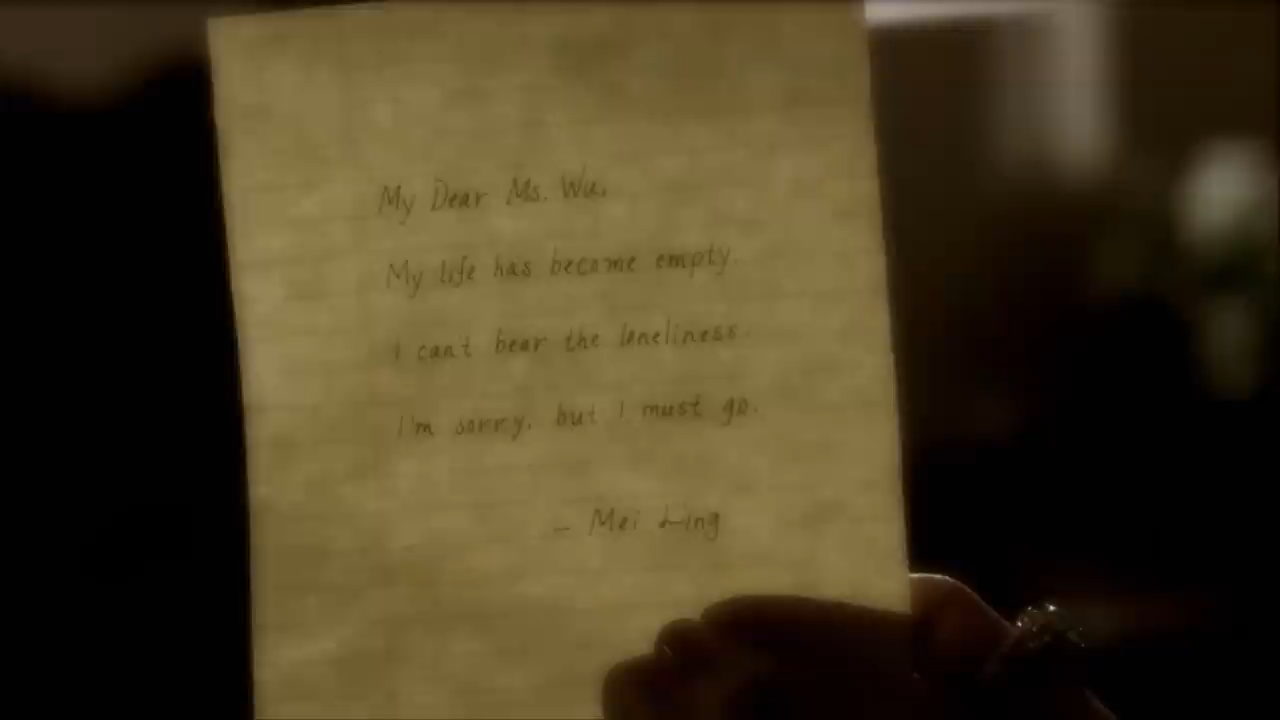 My Dear Ms. Wu,
My life has become empty.
I can't bear the loneliness.
I'm sorry, but I must go.
- Mei Ling